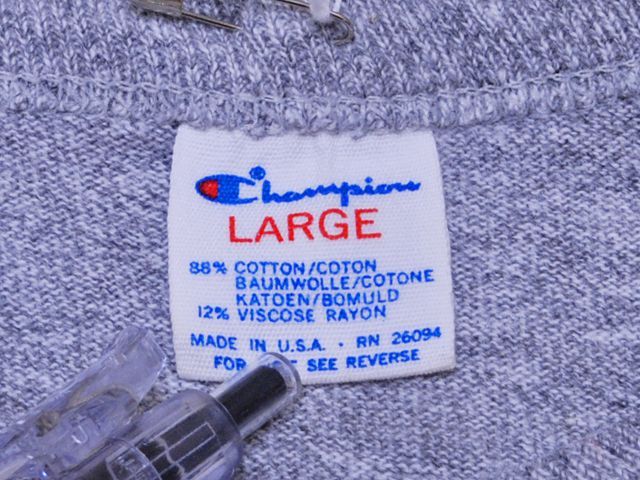 Champion®
LARGE
88% COTTON/COTON
BAUMWOLLE/COTONE
KATOEN/BOMULD
12% VISCOSE RAYON
MADE IN U.S.A. · RN 26094
FOR SEE REVERSE